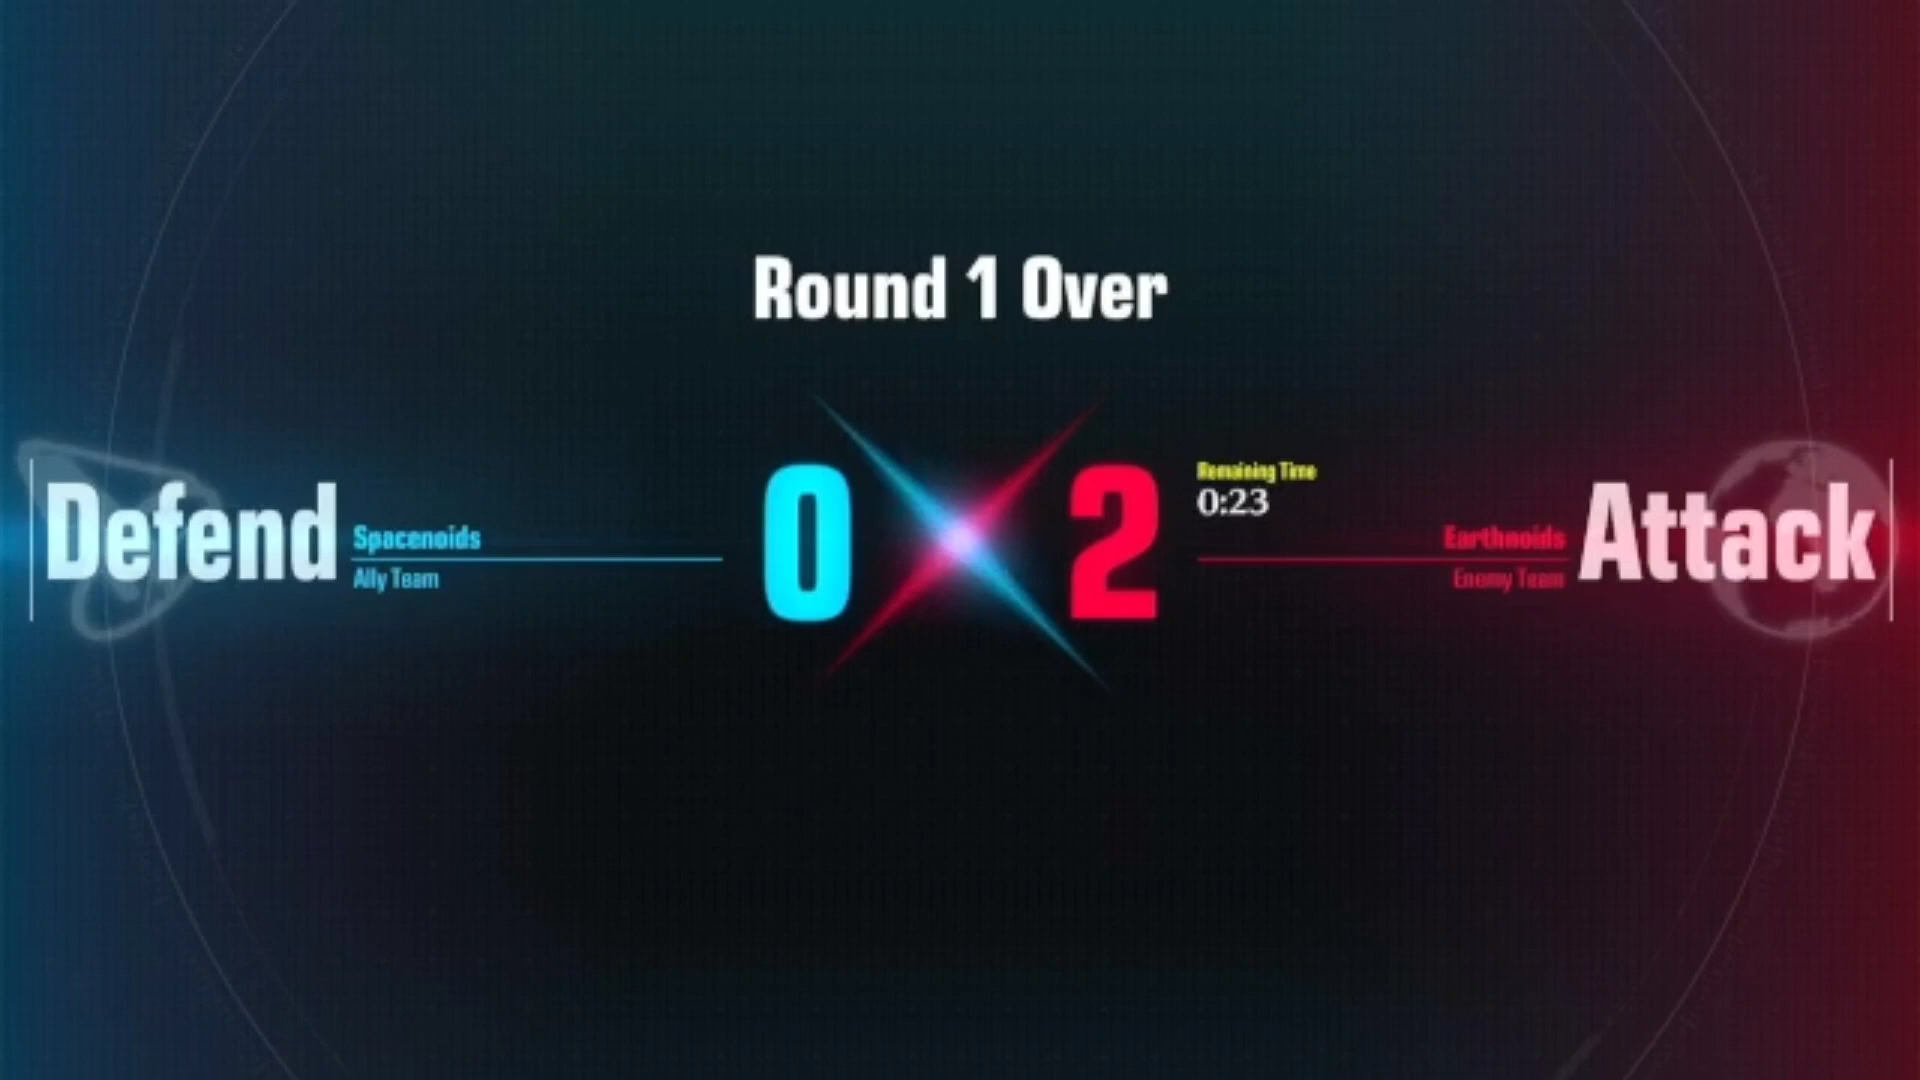 Round 1 Over
0
2
Remaining Time
0:23
Defend
Spacenoids
Ally Team
Earthnoids
Enemy Team
Attack